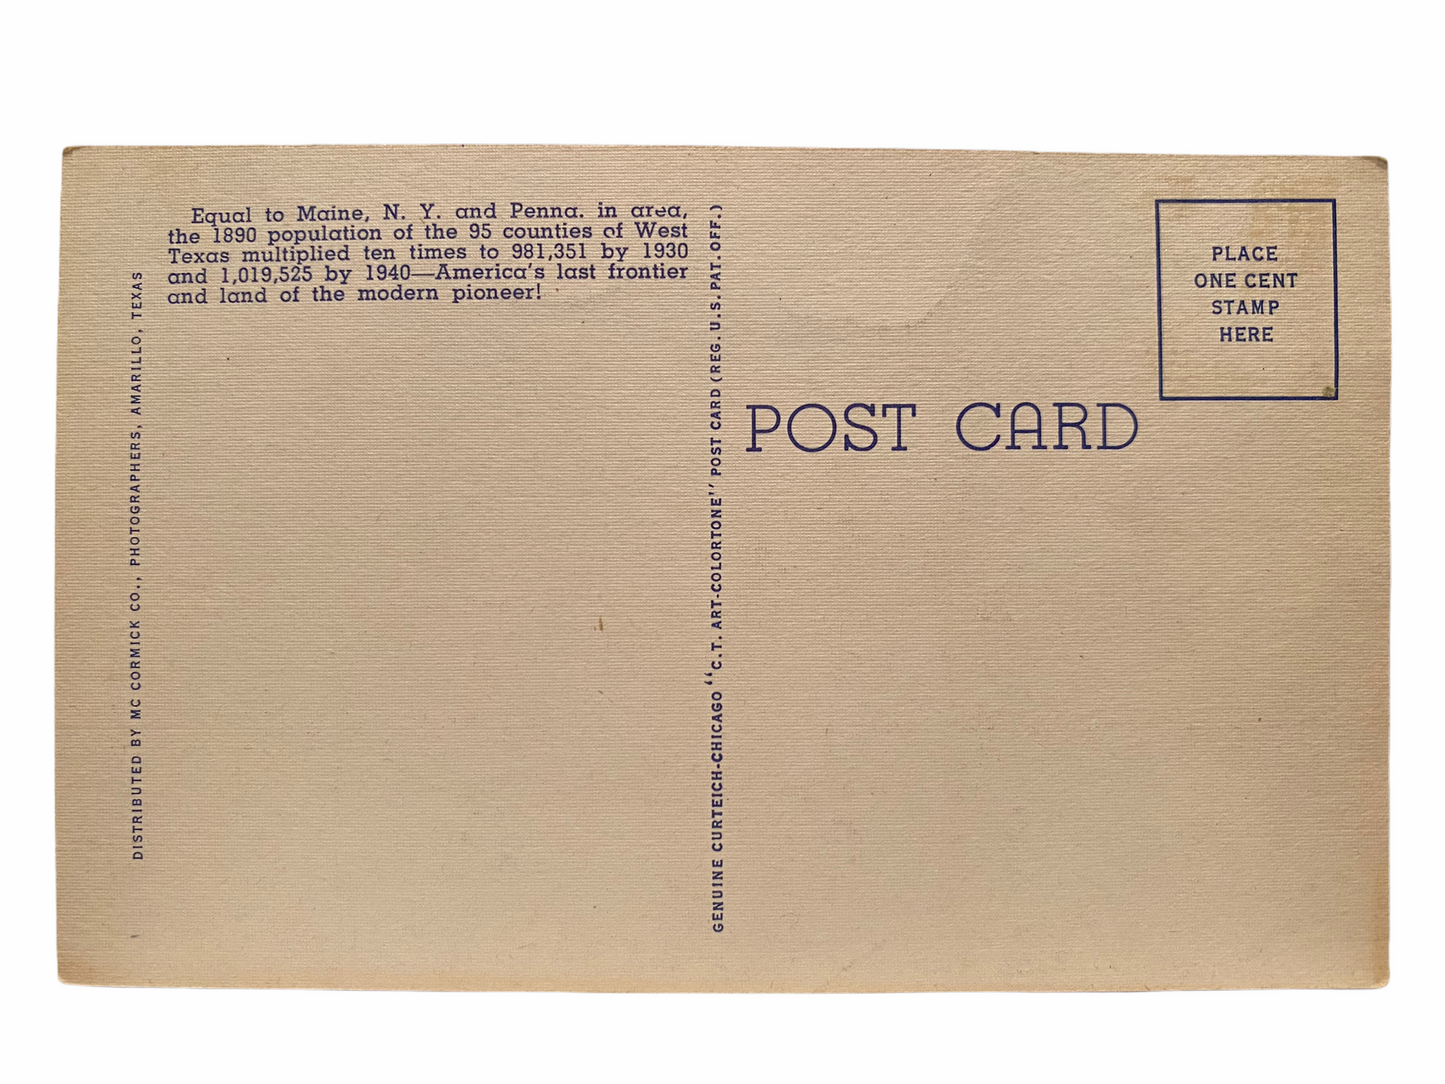 Equal to Maine, N. Y. and Penna. in area,
the 1890 population of the 95 counties of West
Texas multiplied ten times to 981,351 by 1930
and 1,019,525 by 1940—America's last frontier
and land of the modern pioneer!
DISTRIBUTED BY MC CORMICK CO., PHOTOGRAPHERS, AMARILLO, TEXAS
GENUINE CURTEICH-CHICAGO "C.T. ART-COLORTONE" POST CARD (REG. U.S. PAT. OFF.)
POST CARD
PLACE
ONE CENT
STAMP
HERE